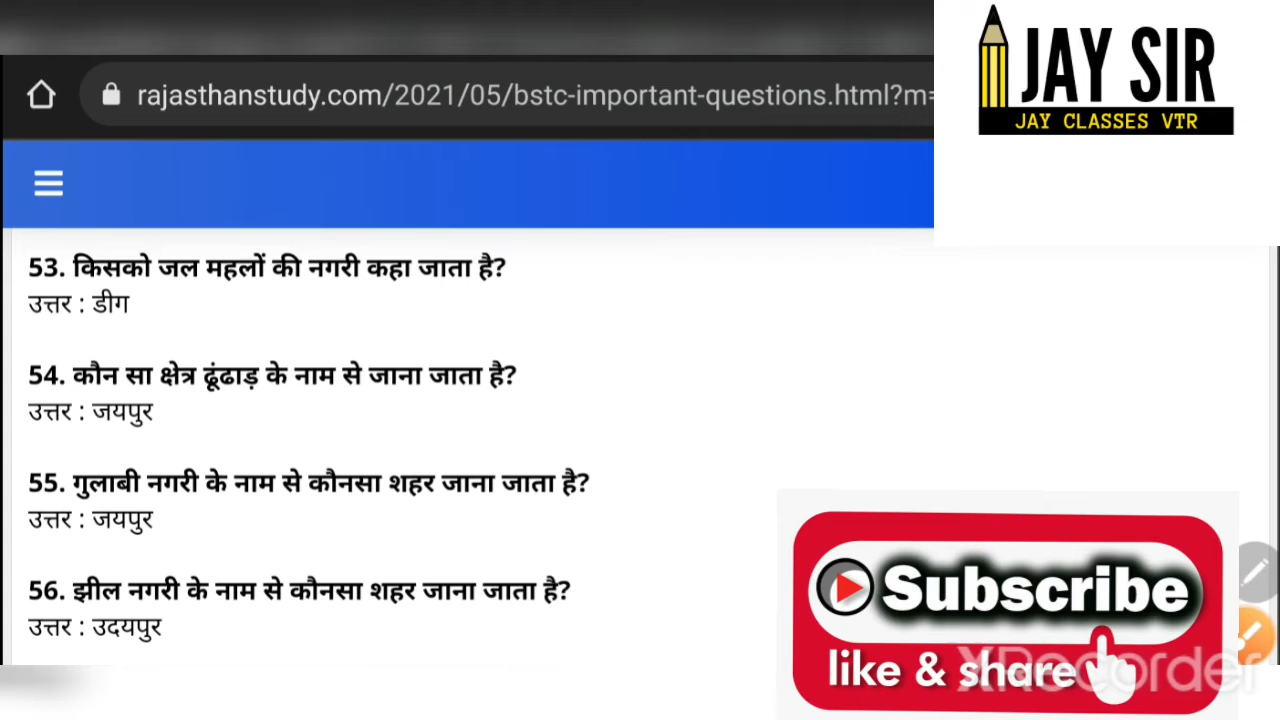 JAY SIR
JAY CLASSES VTR
rajasthanstudy.com/2021/05/bstc-important-questions.html?m=
53. किसको जल महलों की नगरी कहा जाता है?
उत्तर : डीग
54. कौन सा क्षेत्र ढूंढाड़ के नाम से जाना जाता है?
उत्तर : जयपुर
55. गुलाबी नगरी के नाम से कौनसा शहर जाना जाता है?
उत्तर : जयपुर
56. झील नगरी के नाम से कौनसा शहर जाना जाता है?
उत्तर : उदयपुर
Subscribe
like & share
XRecorder